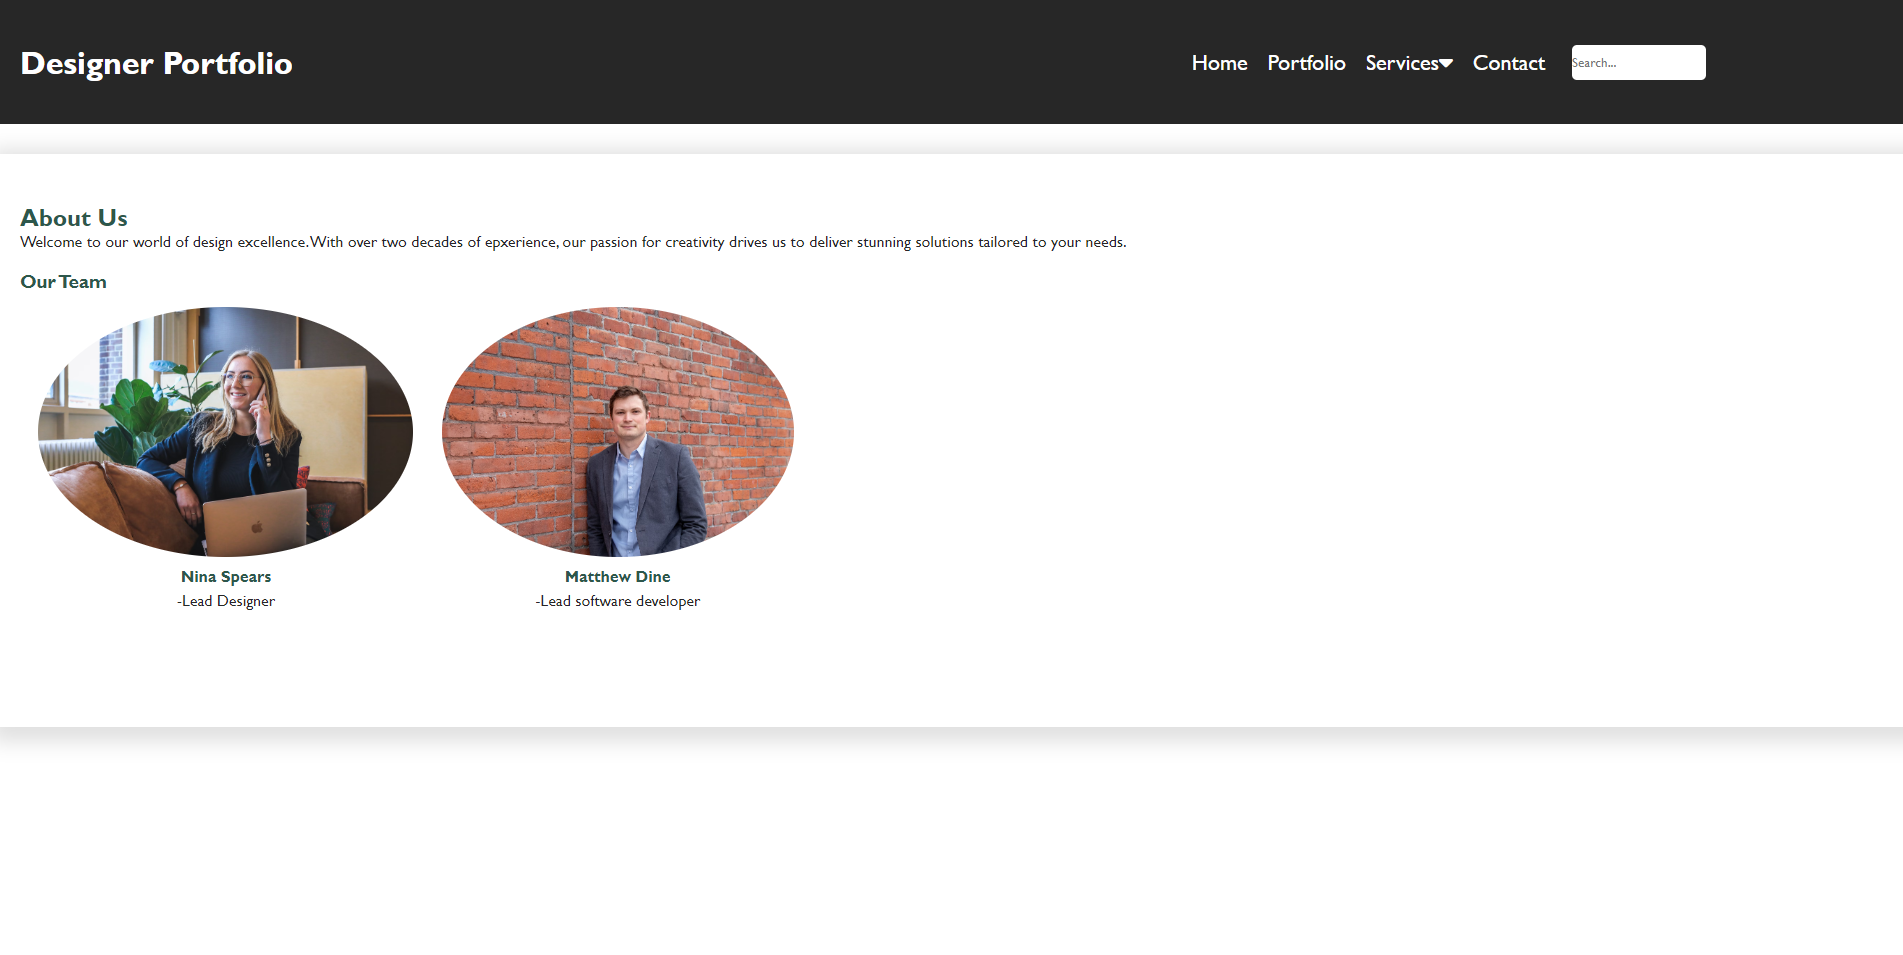 Designer Portfolio
Home Portfolio Services Contact Search...
About Us
Welcome to our world of design excellence. With over two decades of epxerience, our passion for creativity drives us to deliver stunning solutions tailored to your needs.
Our Team
Nina Spears Matthew Dine
-Lead Designer -Lead software developer